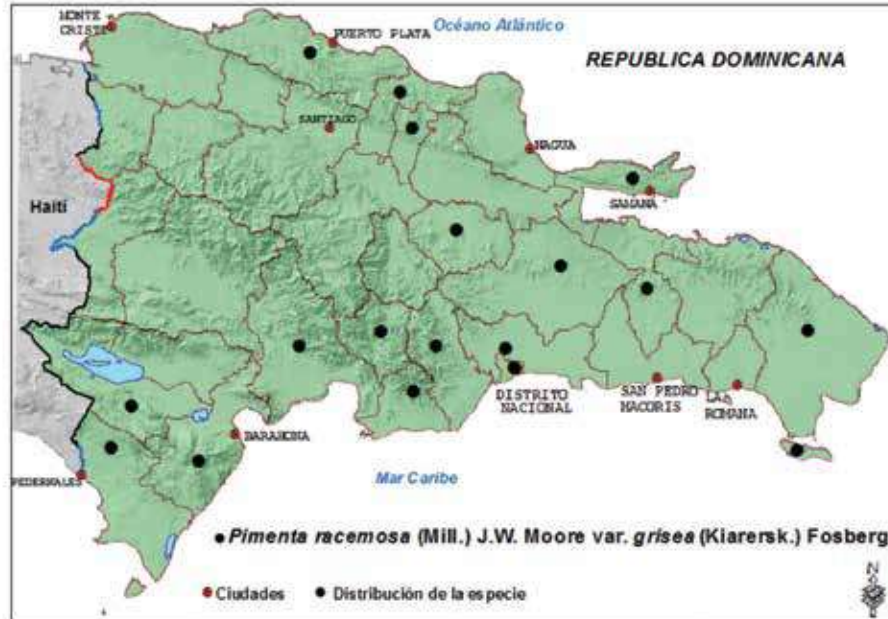 MONTE
CRISTI
PUERTO PLATA
Océano Atlántico
REPUBLICA DOMINICANA
SANTIAGO
NAGUA
SAMANA
Haití
DISTRITO
NACIONAL
SAN PEDRO
MACORIS
LA
ROMANA
BARAHONA
PEDERNALES
Mar Caribe
Pimenta racemosa (Mill.) J.W. Moore var. grisea (Kiarersk.) Fosberg
Ciudades
Distribución de la especie
N